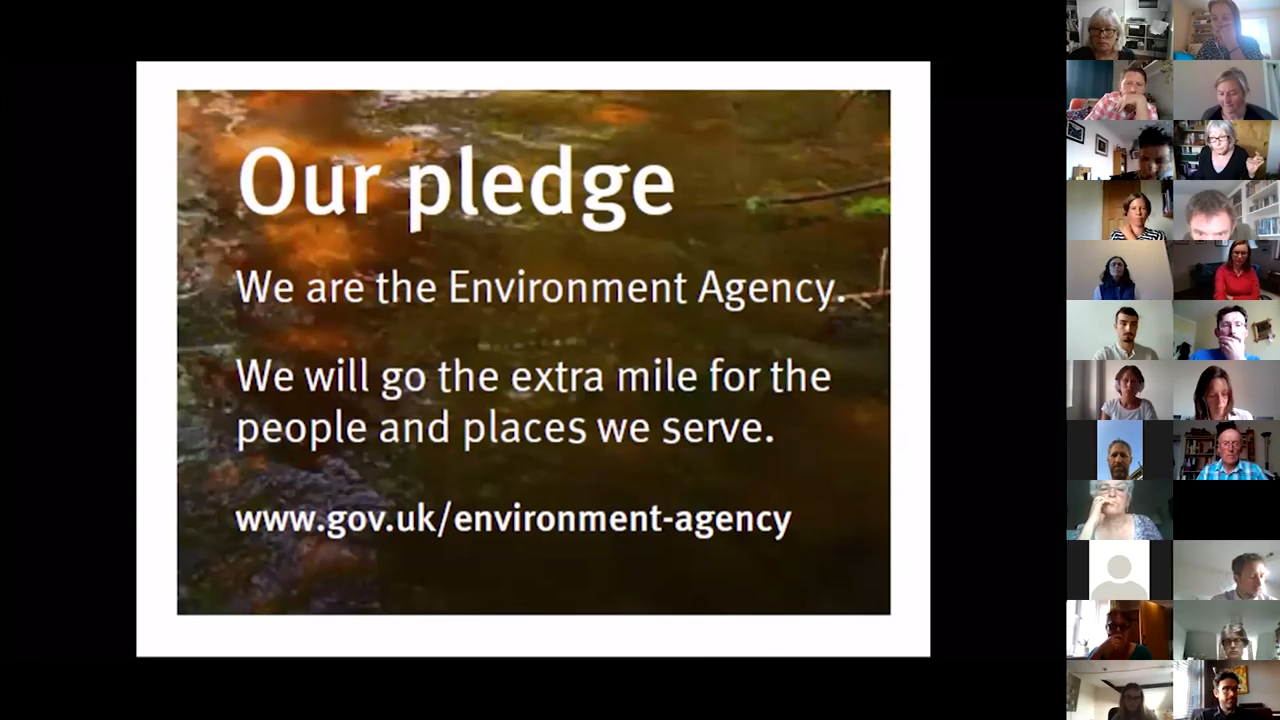 Our pledge
We are the Environment Agency.
We will go the extra mile for the
people and places we serve.
www.gov.uk/environment-agency